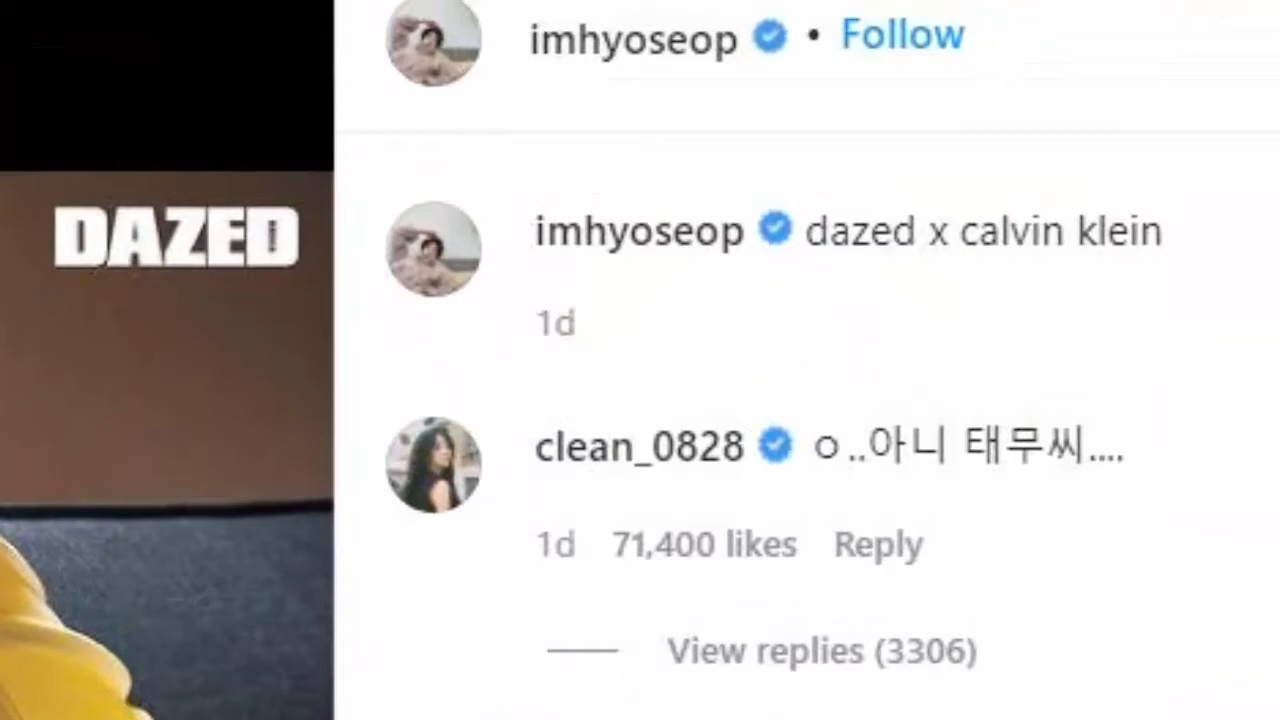 imhyoseop • Follow
DAZED
imhyoseop dazed x calvin klein
1d
clean_0828 ㅇ..아니 태무씨....
1d 71,400 likes Reply
View replies (3306)